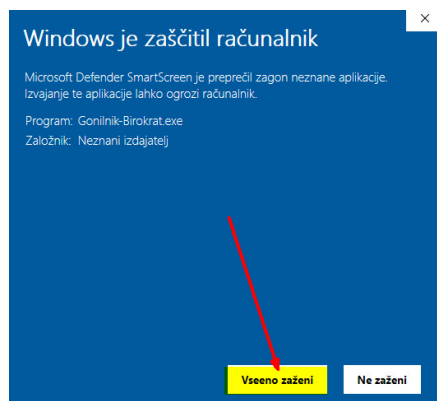 Windows je zaščitil računalnik
Microsoft Defender SmartScreen je preprečil zagon neznane aplikacije.
Izvajanje te aplikacije lahko ogrozi računalnik.
Program: Gonilnik-Birokrat.exe
Založnik: Neznani izdajatelj
Vseeno zaženi
Ne zaženi